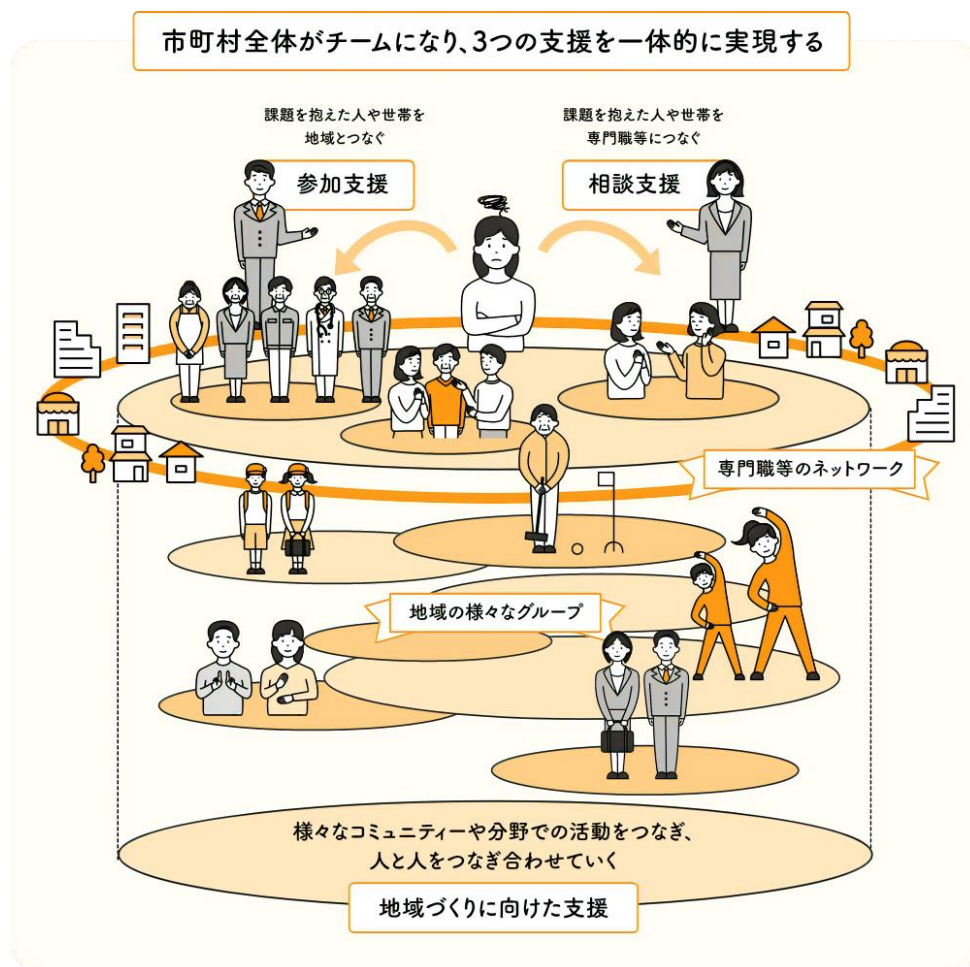 市町村全体がチームになり、3つの支援を一体的に実現する
課題を抱えた人や世帯を
地域とつなぐ
参加支援
課題を抱えた人や世帯を
専門職等につなぐ
相談支援
専門職等のネットワーク
地域の様々なグループ
様々なコミュニティーや分野での活動をつなぎ、
人と人をつなぎ合わせていく
地域づくりに向けた支援